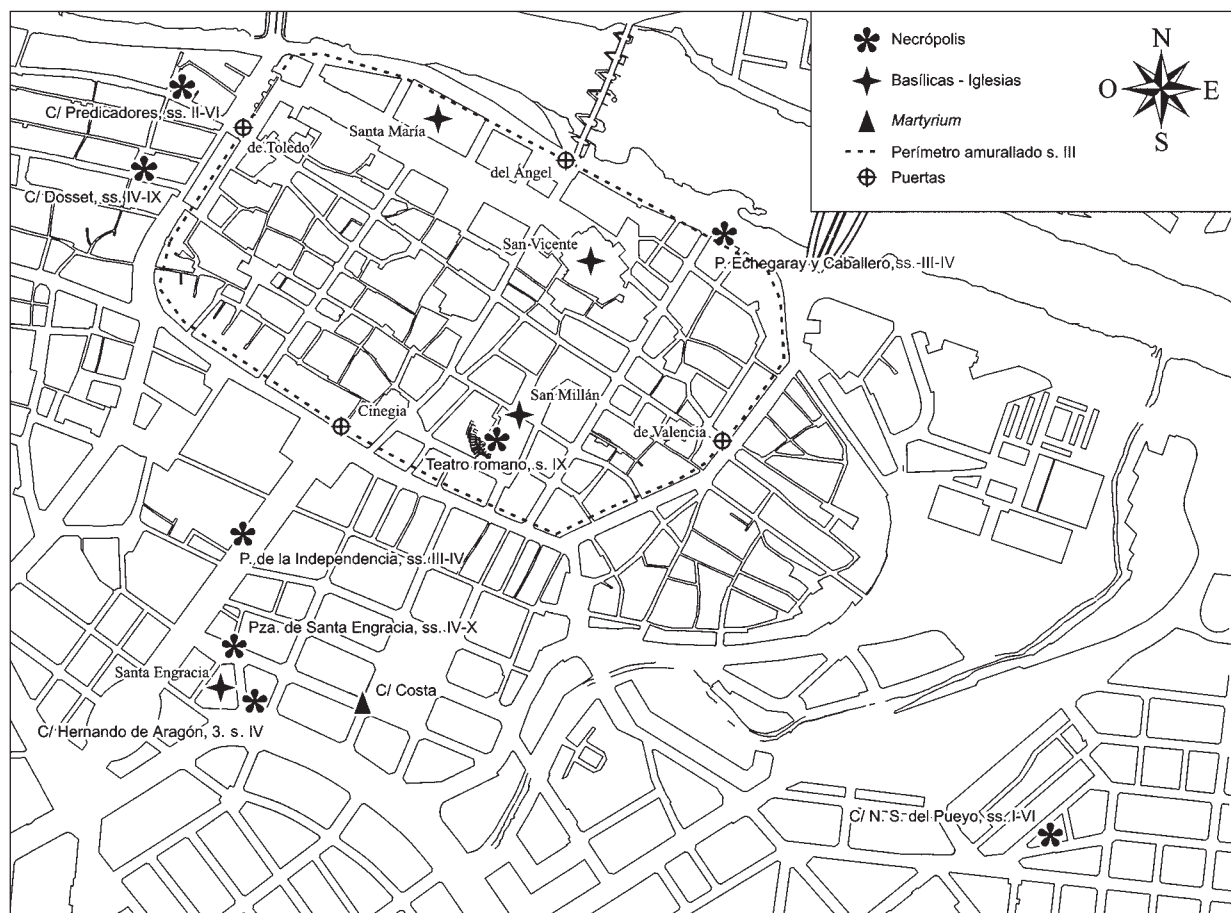 Necrópolis
Basílicas - Iglesias
Martyrium
Perímetro amurallado s. III
Puertas
N
O
E
S
C/ Predicadores, ss. II-VI
de Toledo
Santa María
del Ángel
C/ Dosset, ss. IV-IX
San Vicente
P. Echegaray y Caballero, ss. III-IV
Cinegia
San Millán
de Valencia
Teatro romano, s. IX
P. de la Independencia, ss. III-IV
Pza. de Santa Engracia, ss. IV-X
Santa Engracia
C/ Costa
C/ Hernando de Aragón, 3. s. IV
C/ N. S. del Pueyo, ss. I-VI